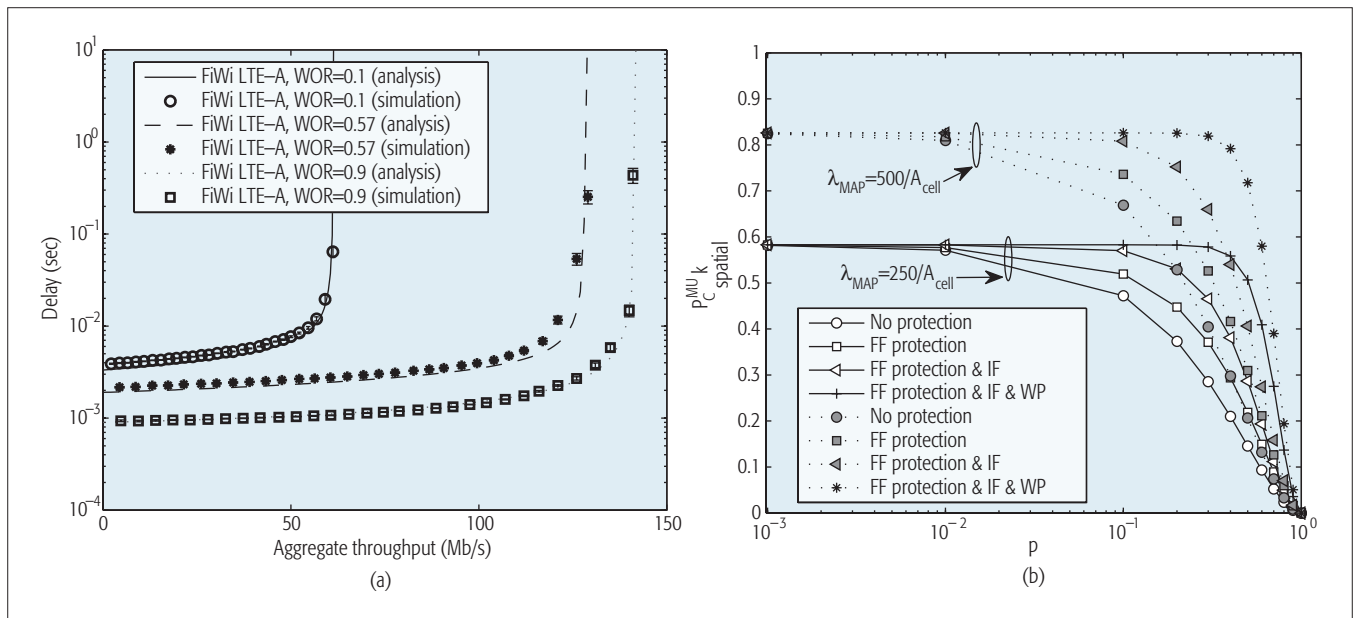 10^1
10^0
10^−1
10^−2
10^−3
10^−4
Delay (sec)
FiWi LTE–A, WOR=0.1 (analysis)
FiWi LTE–A, WOR=0.1 (simulation)
FiWi LTE–A, WOR=0.57 (analysis)
FiWi LTE–A, WOR=0.57 (simulation)
FiWi LTE–A, WOR=0.9 (analysis)
FiWi LTE–A, WOR=0.9 (simulation)
0 50 100 150
Aggregate throughput (Mb/s)
(a)
1
0.9
0.8
0.7
0.6
0.5
0.4
0.3
0.2
0.1
0
P_C^MU k spatial
λ_MAP=500/A_cell
λ_MAP=250/A_cell
No protection
FF protection
FF protection & IF
FF protection & IF & WP
No protection
FF protection
FF protection & IF
FF protection & IF & WP
10^−3 10^−2 10^−1 10^0
p
(b)